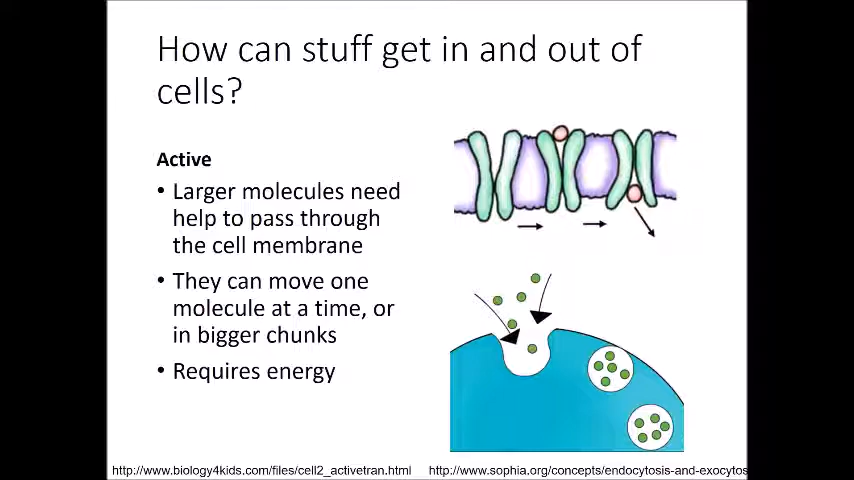 How can stuff get in and out of
cells?
Active
• Larger molecules need
help to pass through
the cell membrane
• They can move one
molecule at a time, or
in bigger chunks
• Requires energy
http://www.biology4kids.com/files/cell2_activetran.html
http://www.sophia.org/concepts/endocytosis-and-exocytos